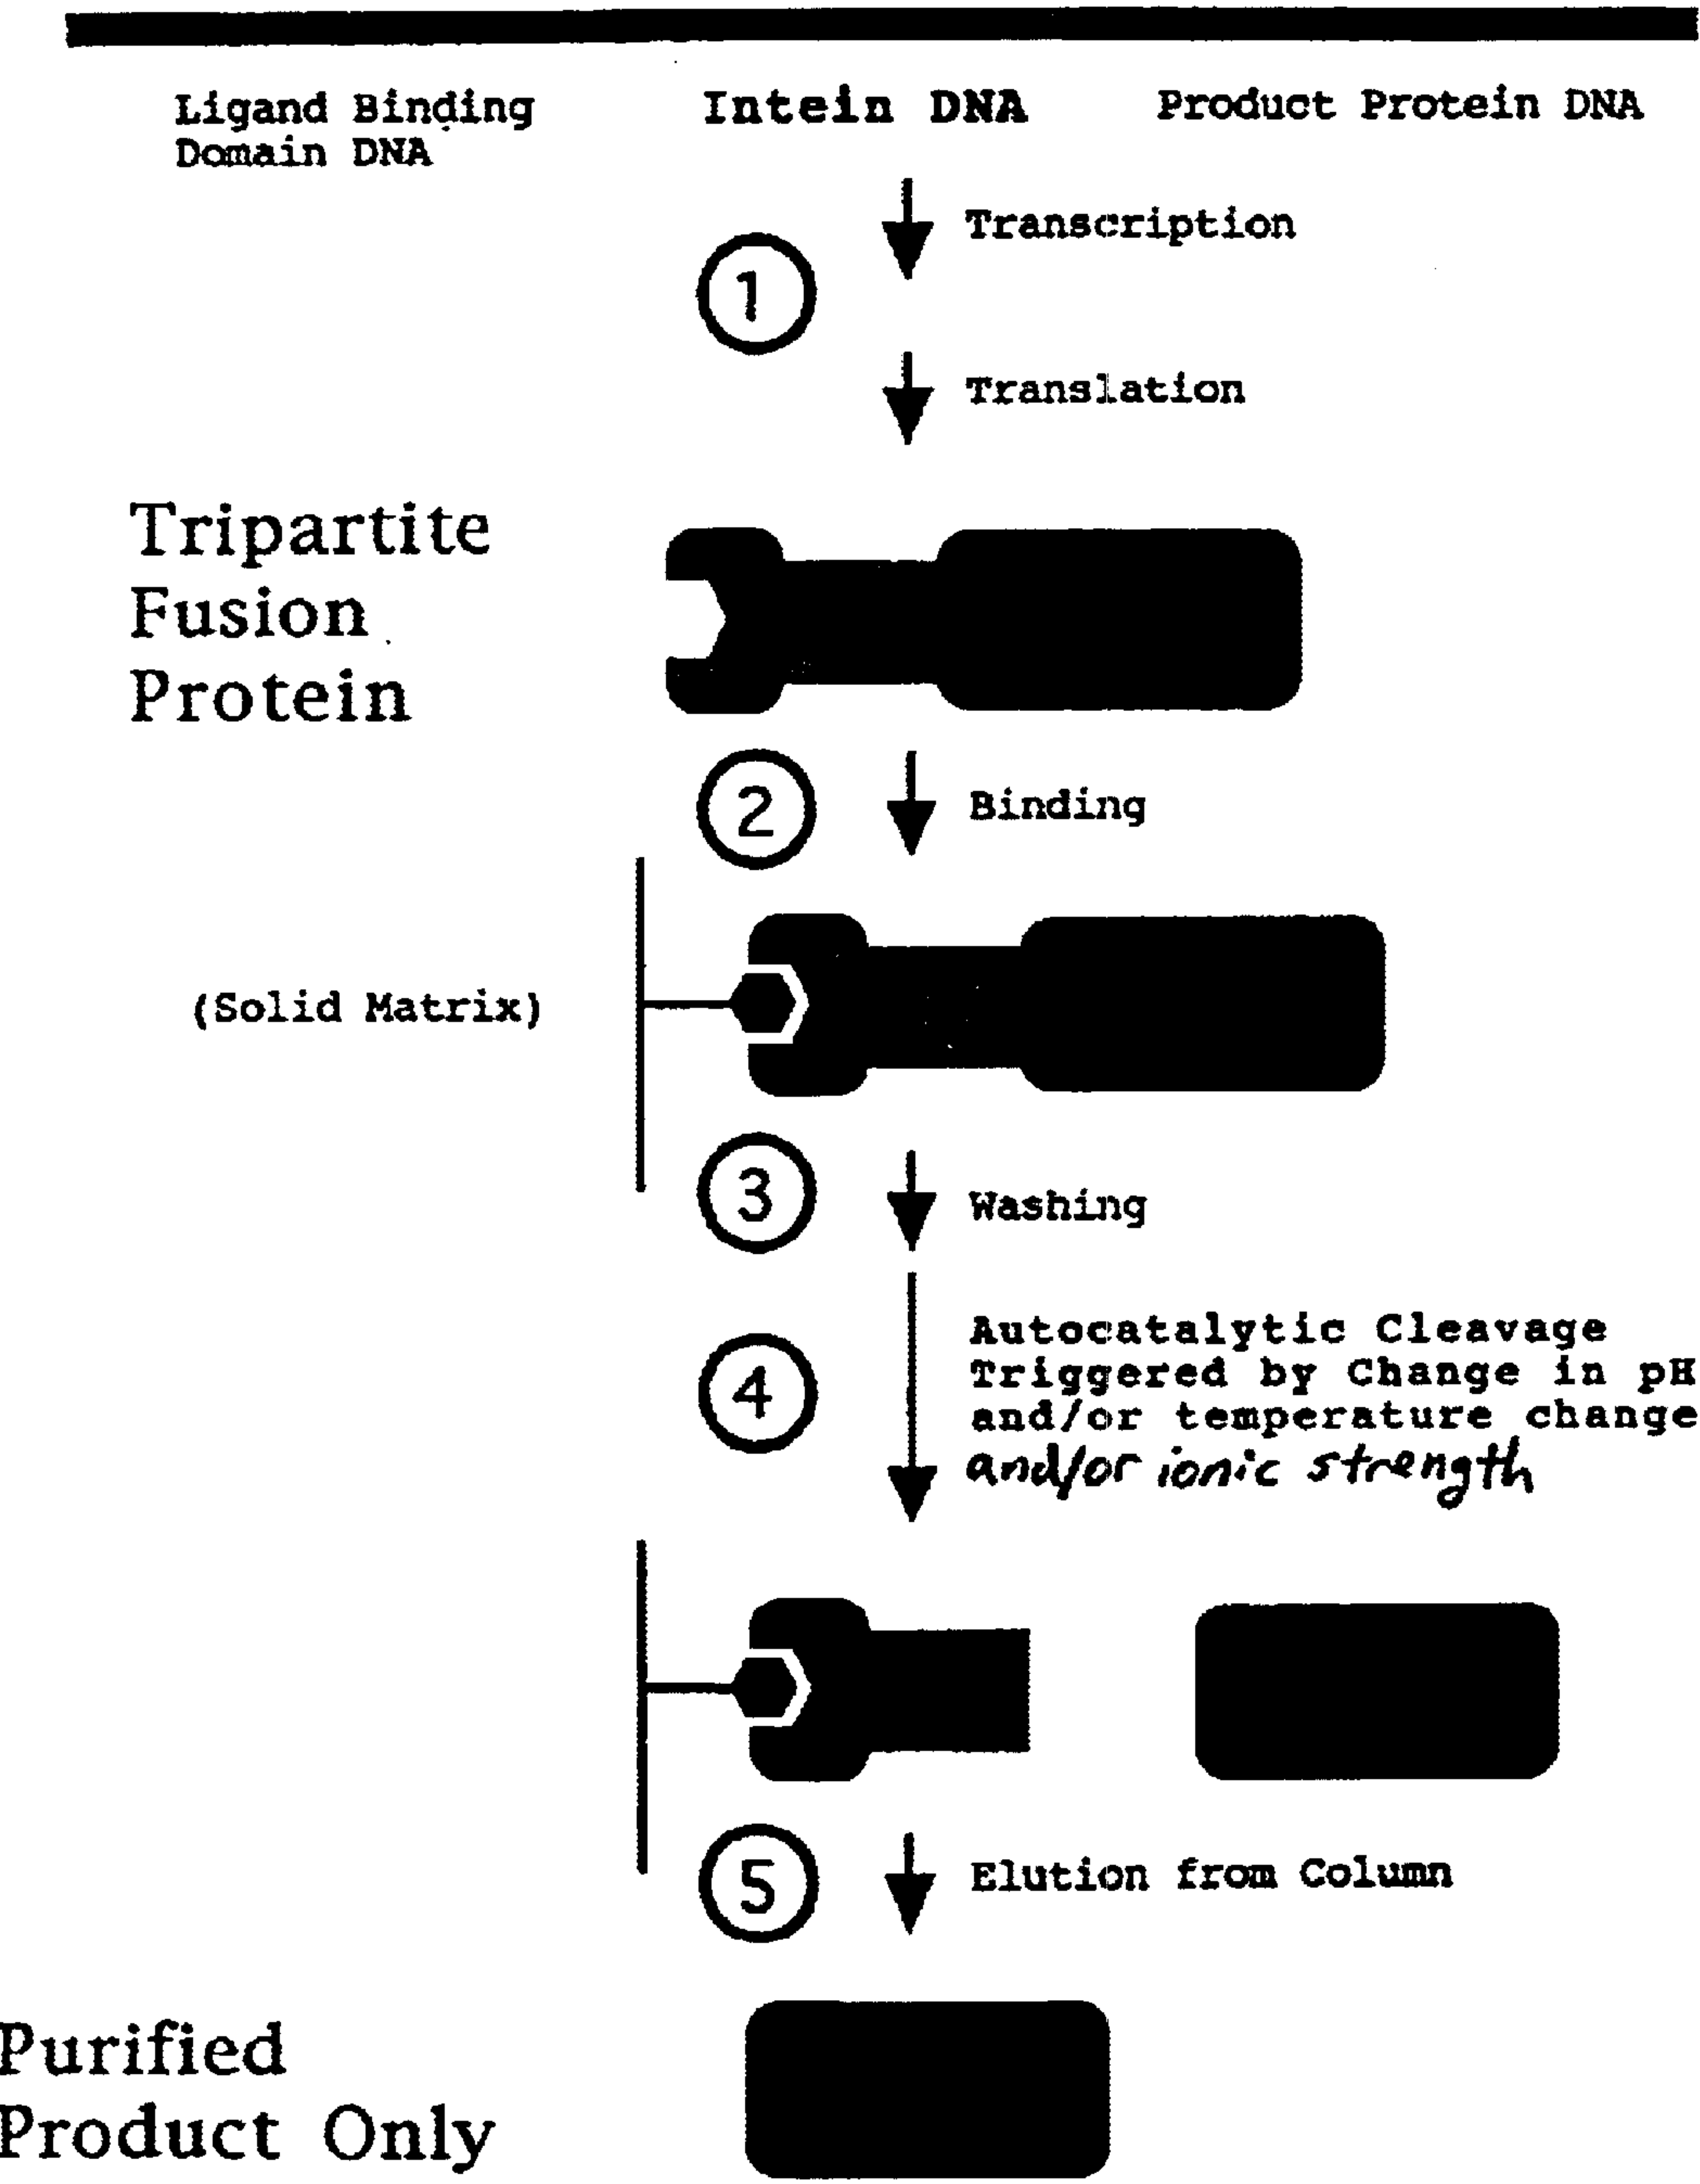 Ligand Binding
Domain DNA
Intein DNA
Product Protein DNA
Transcription
1
Translation
Tripartite
Fusion
Protein
2
Binding
(Solid Matrix)
3
Washing
4
Autocatalytic Cleavage
Triggered by Change in pH
and/or temperature change
and/or ionic strength
5
Elution from Column
Purified
Product Only